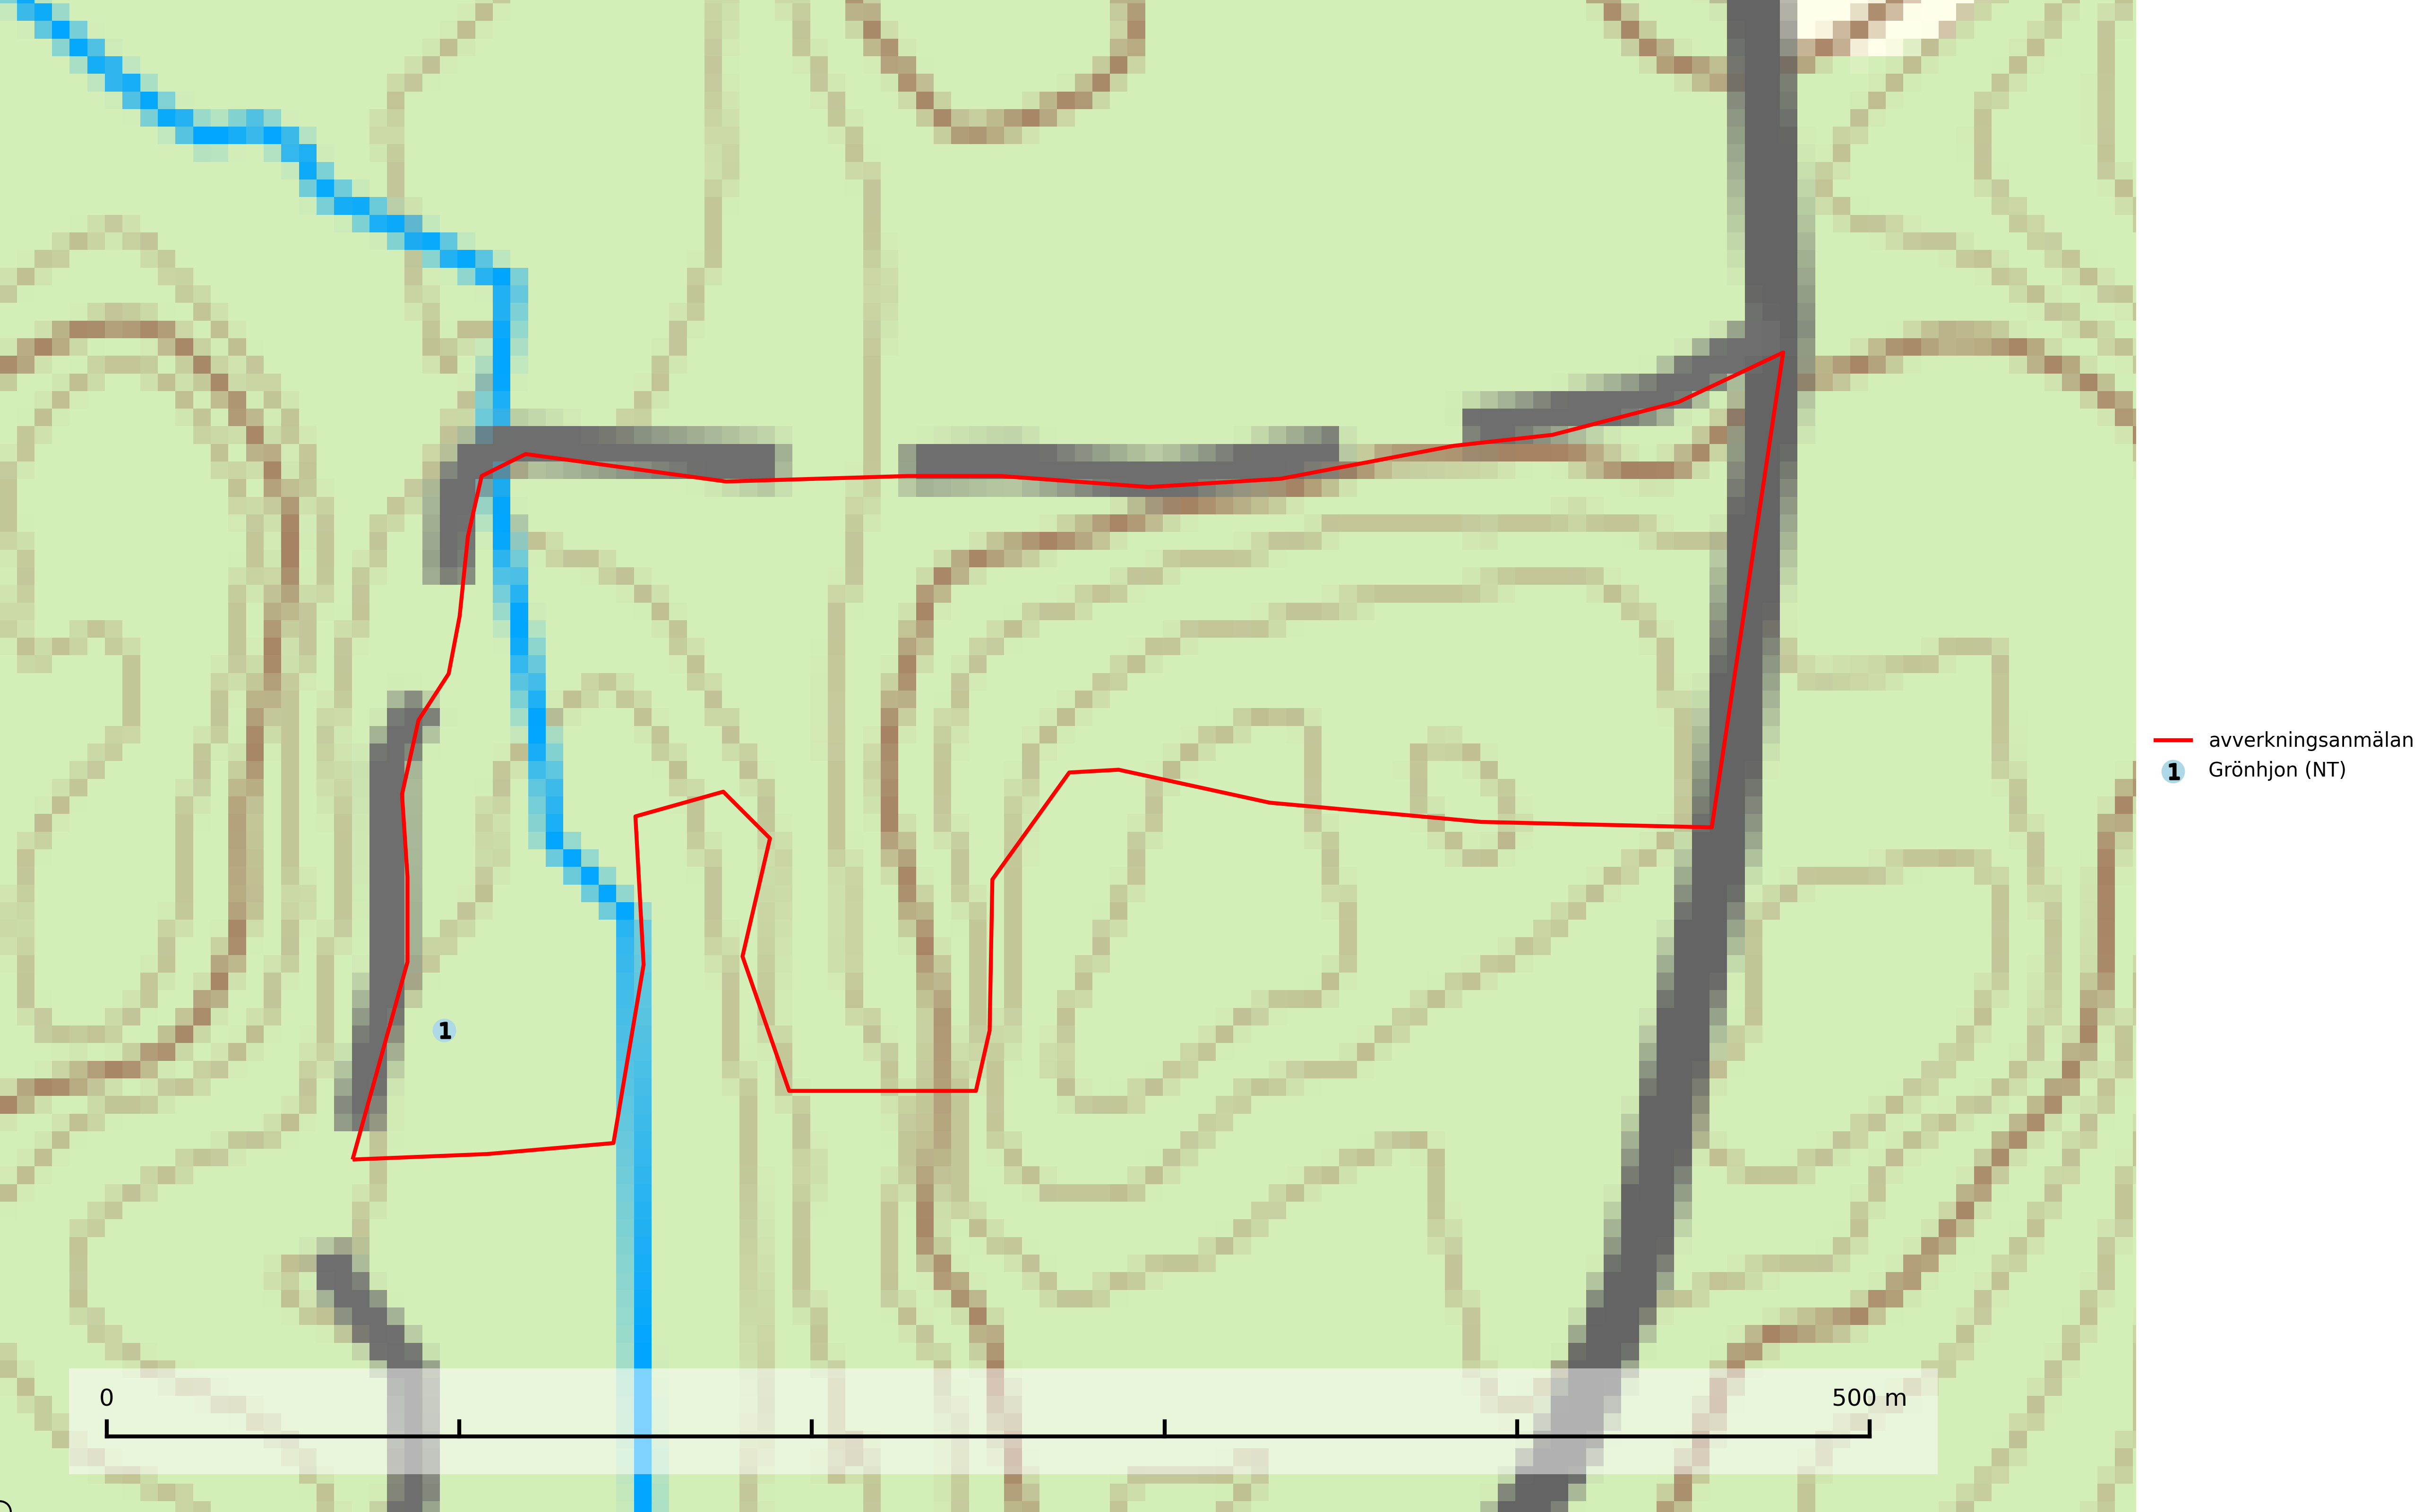 avverkningsanmälan
1 Grönhjon (NT)
1
0 500 m